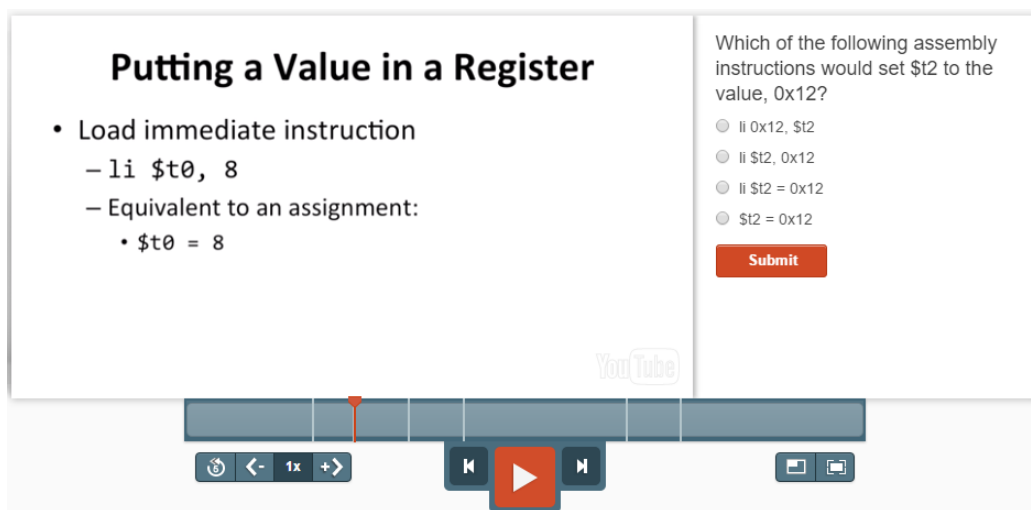 Putting a Value in a Register
• Load immediate instruction
– li $t0, 8
– Equivalent to an assignment:
• $t0 = 8
YouTube
Which of the following assembly
instructions would set $t2 to the
value, 0x12?
li 0x12, $t2
li $t2, 0x12
li $t2 = 0x12
$t2 = 0x12
Submit
5
1x